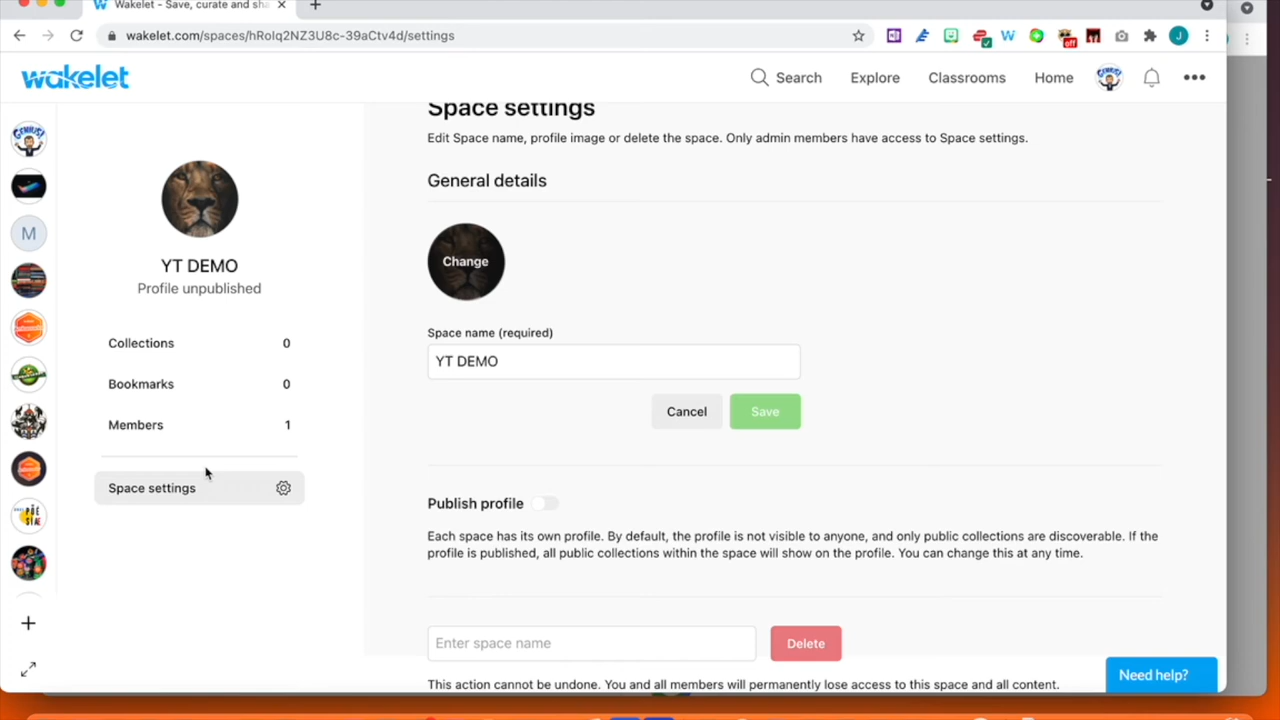 Wakelet - Save, curate and sha
wakelet.com/spaces/hRoIq2NZ3U8c-39aCtv4d/settings
off
J
wakelet
Search
Explore
Classrooms
Home
GENIUS!
Space settings
Edit Space name, profile image or delete the space. Only admin members have access to Space settings.
General details
Change
M
YT DEMO
Profile unpublished
Space name (required)
YT DEMO
Collections 0
Bookmarks 0
Members 1
Cancel
Save
Space settings
Publish profile
Each space has its own profile. By default, the profile is not visible to anyone, and only public collections are discoverable. If the
profile is published, all public collections within the space will show on the profile. You can change this at any time.
Enter space name
Delete
This action cannot be undone. You and all members will permanently lose access to this space and all content.
Need help?